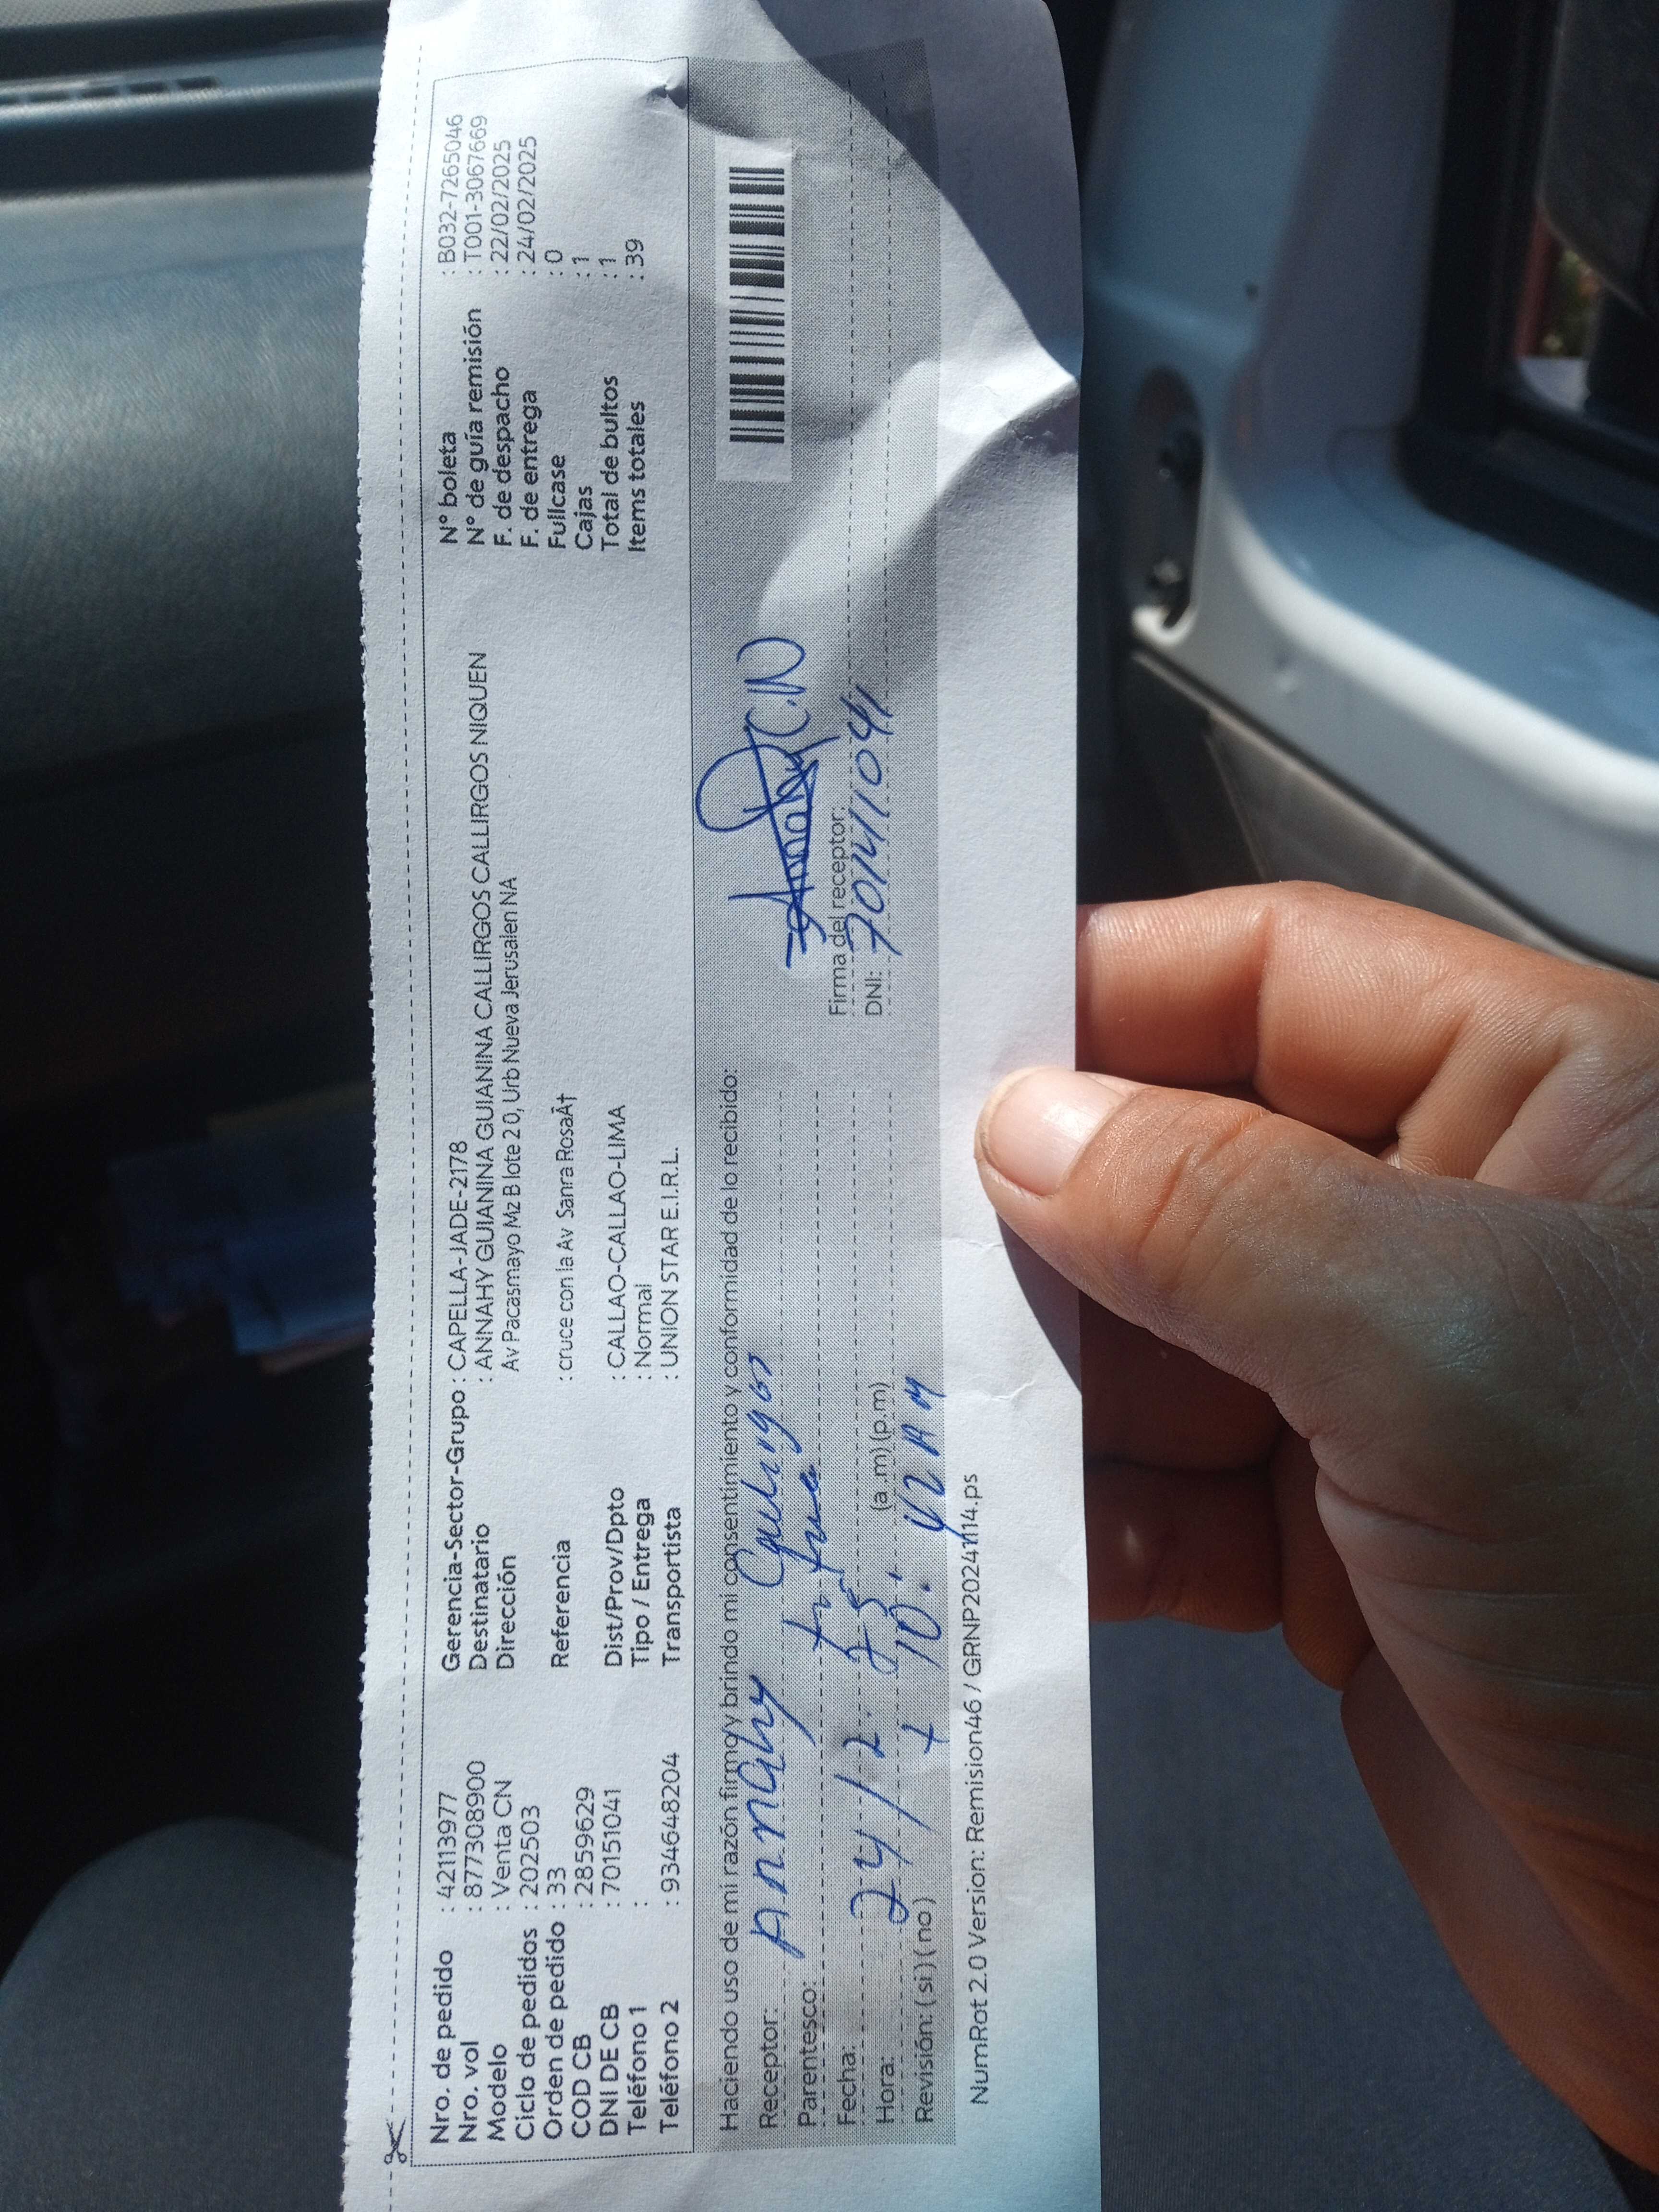 Nro. de pedido : 42113977
Nro. vol : 877308900
Modelo : Venta CN
Ciclo de pedidos : 202503
Orden de pedido : 33
COD CB : 2859629
DNI DE CB : 70151041
Teléfono 1 :
Teléfono 2 : 934648204
Gerencia-Sector-Grupo : CAPELLA-JADE-2178
Destinatario : ANNAHY GUIANINA GUIANINA CALLIRGOS CALLIRGOS NIQUEN
Dirección Av Pacasmayo Mz B lote 20, Urb Nueva Jerusalen NA
Referencia : cruce con la Av Sanra RosaÂ†
Dist/Prov/Dpto : CALLAO-CALLAO-LIMA
Tipo / Entrega : Normal
Transportista : UNION STAR E.I.R.L.
N° boleta : B032-7265046
N° de guía remisión : T001-3067669
F. de despacho : 22/02/2025
F. de entrega : 24/02/2025
Fullcase : 0
Cajas : 1
Total de bultos : 1
Items totales : 39
Haciendo uso de mi razón firmo y brindo mi consentimiento y conformidad de lo recibido:
Receptor: Annahy
Parentesco:
Fecha: 24/2 25
Hora: 10: (a.m)(p.m)
Revisión: (si) (no)
Firma del receptor:
DNI:
NumRot 2.0 Version: Remision46 / GRNP20241114.ps